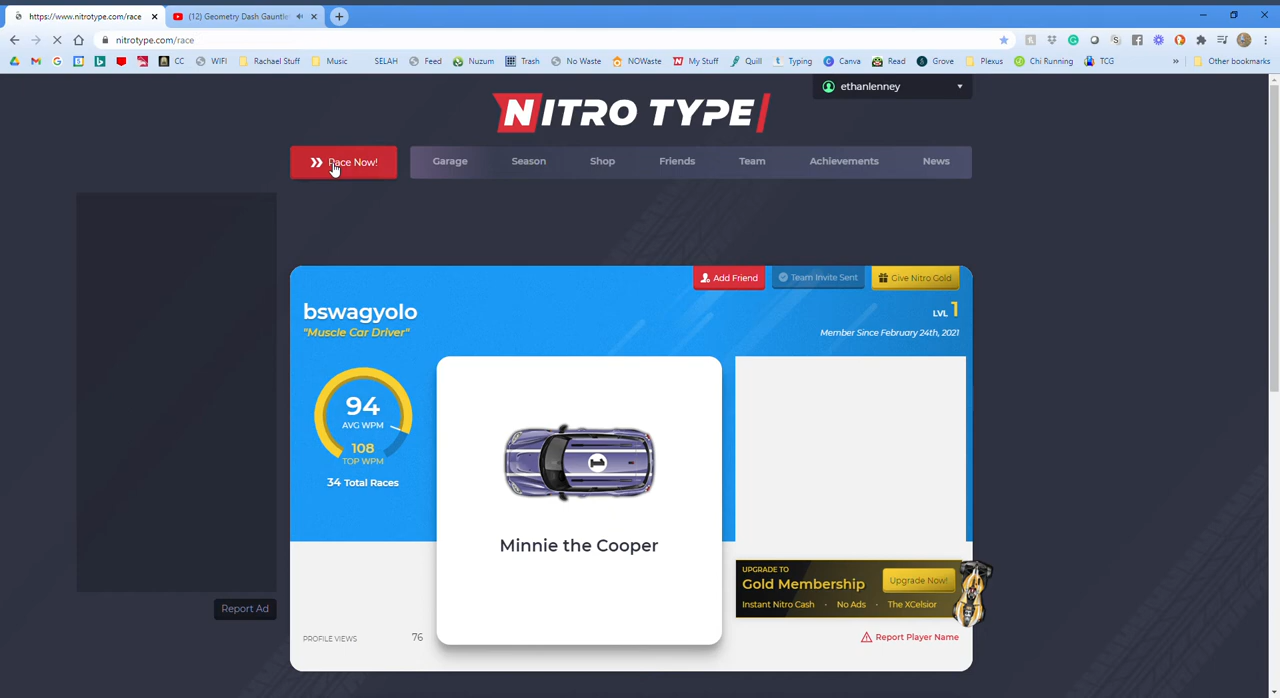 https://www.nitrotype.com/race
(12) Geometry Dash Gauntle
nitrotype.com/race
CC
WIFI
Rachael Stuff
Music
SELAH
Feed
Nuzum
Trash
No Waste
NOWaste
My Stuff
Quill
Typing
Canva
Read
Grove
Plexus
Chi Running
TCG
Other bookmarks
ethanlenney
NITRO TYPE
Race Now!
Garage
Season
Shop
Friends
Team
Achievements
News
Add Friend
Team Invite Sent
Give Nitro Gold
bswagyolo
"Muscle Car Driver"
LVL 1
Member Since February 24th, 2021
94
AVG WPM
108
TOP WPM
34 Total Races
1
Minnie the Cooper
UPGRADE TO
Gold Membership
Upgrade Now!
Instant Nitro Cash · No Ads · The XCelsior
Report Ad
PROFILE VIEWS 76
Report Player Name